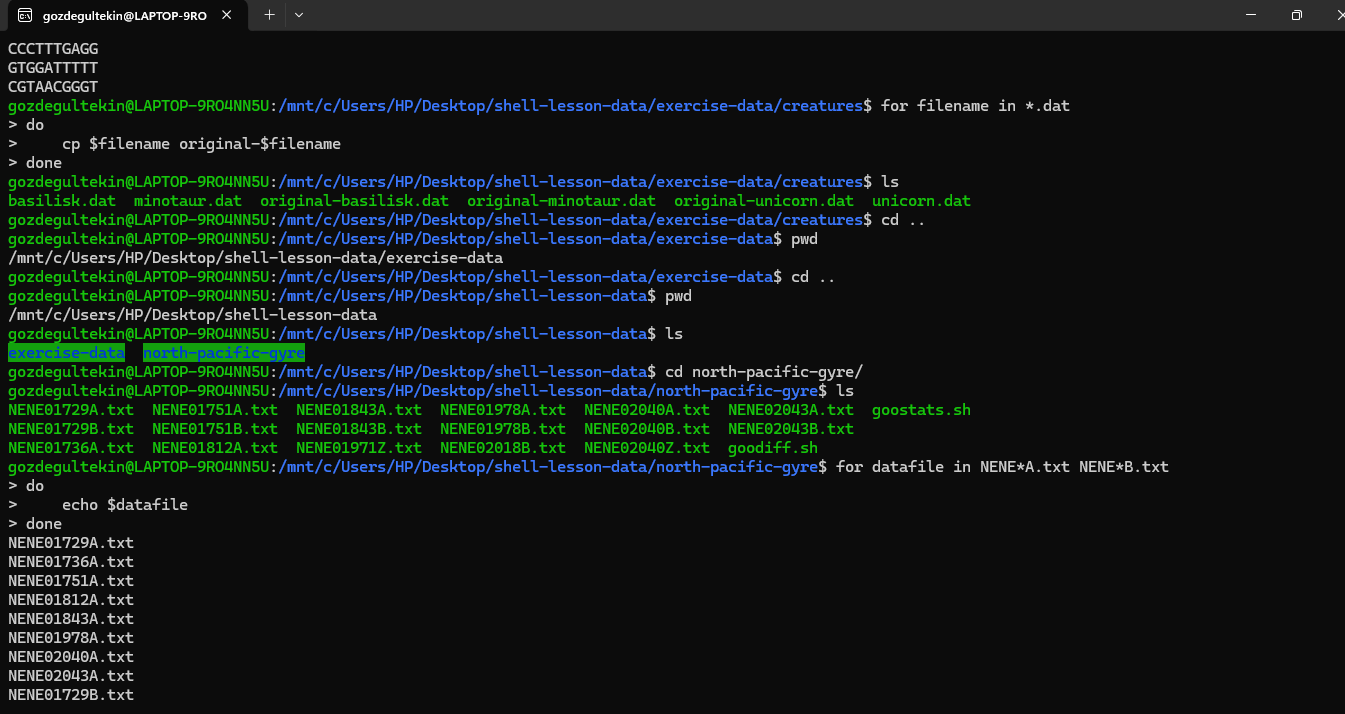 gozdegultekin@LAPTOP-9RO
CCCTTTGAGG
GTGGATTTTT
CGTAACGGGT
gozdegultekin@LAPTOP-9RO4NN5U:/mnt/c/Users/HP/Desktop/shell-lesson-data/exercise-data/creatures$ for filename in *.dat
> do
>     cp $filename original-$filename
> done
gozdegultekin@LAPTOP-9RO4NN5U:/mnt/c/Users/HP/Desktop/shell-lesson-data/exercise-data/creatures$ ls
basilisk.dat  minotaur.dat  original-basilisk.dat  original-minotaur.dat  original-unicorn.dat  unicorn.dat
gozdegultekin@LAPTOP-9RO4NN5U:/mnt/c/Users/HP/Desktop/shell-lesson-data/exercise-data/creatures$ cd ..
gozdegultekin@LAPTOP-9RO4NN5U:/mnt/c/Users/HP/Desktop/shell-lesson-data/exercise-data$ pwd
/mnt/c/Users/HP/Desktop/shell-lesson-data/exercise-data
gozdegultekin@LAPTOP-9RO4NN5U:/mnt/c/Users/HP/Desktop/shell-lesson-data/exercise-data$ cd ..
gozdegultekin@LAPTOP-9RO4NN5U:/mnt/c/Users/HP/Desktop/shell-lesson-data$ pwd
/mnt/c/Users/HP/Desktop/shell-lesson-data
gozdegultekin@LAPTOP-9RO4NN5U:/mnt/c/Users/HP/Desktop/shell-lesson-data$ ls
exercise-data  north-pacific-gyre
gozdegultekin@LAPTOP-9RO4NN5U:/mnt/c/Users/HP/Desktop/shell-lesson-data$ cd north-pacific-gyre/
gozdegultekin@LAPTOP-9RO4NN5U:/mnt/c/Users/HP/Desktop/shell-lesson-data/north-pacific-gyre$ ls
NENE01729A.txt  NENE01751A.txt  NENE01843A.txt  NENE01978A.txt  NENE02040A.txt  NENE02043A.txt  goostats.sh
NENE01729B.txt  NENE01751B.txt  NENE01843B.txt  NENE01978B.txt  NENE02040B.txt  NENE02043B.txt
NENE01736A.txt  NENE01812A.txt  NENE01971Z.txt  NENE02018B.txt  NENE02040Z.txt  goodiff.sh
gozdegultekin@LAPTOP-9RO4NN5U:/mnt/c/Users/HP/Desktop/shell-lesson-data/north-pacific-gyre$ for datafile in NENE*A.txt NENE*B.txt
> do
>     echo $datafile
> done
NENE01729A.txt
NENE01736A.txt
NENE01751A.txt
NENE01812A.txt
NENE01843A.txt
NENE01978A.txt
NENE02040A.txt
NENE02043A.txt
NENE01729B.txt